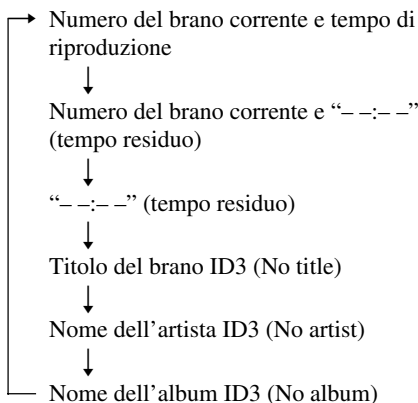 Numero del brano corrente e tempo di
riproduzione
Numero del brano corrente e “– –:– –”
(tempo residuo)
“– –:– –” (tempo residuo)
Titolo del brano ID3 (No title)
Nome dell’artista ID3 (No artist)
Nome dell’album ID3 (No album)